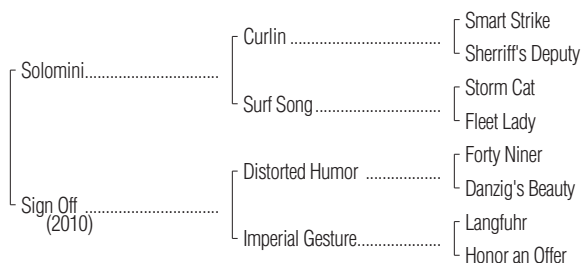 Smart Strike
Curlin ........................................
Sherriff's Deputy
Solomini....................................
Storm Cat
Surf Song..................................
Fleet Lady
Forty Niner
Distorted Humor ....................
Danzig's Beauty
Sign Off ....................................
(2010)
Langfuhr
Imperial Gesture......................
Honor an Offer